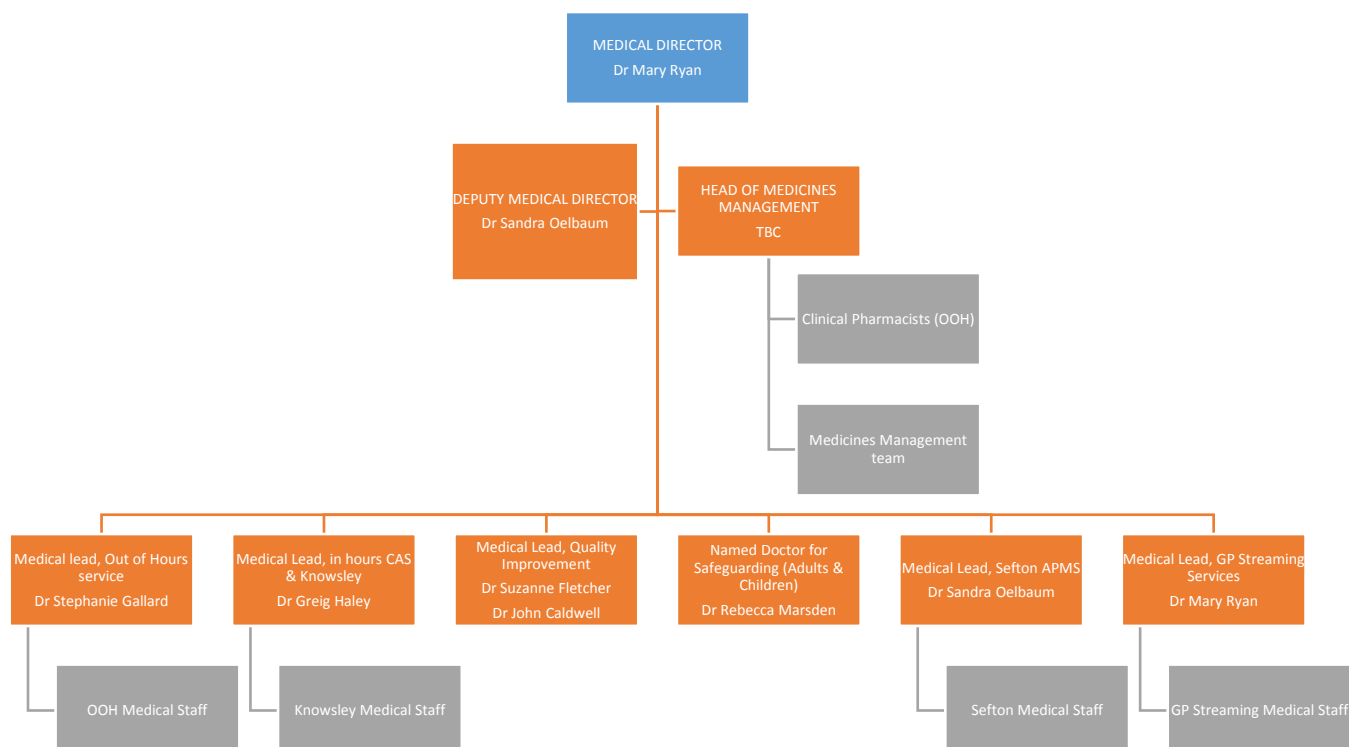 MEDICAL DIRECTOR
Dr Mary Ryan
DEPUTY MEDICAL DIRECTOR
Dr Sandra Oelbaum
HEAD OF MEDICINES
MANAGEMENT
TBC
Clinical Pharmacists (OOH)
Medicines Management
team
Medical lead, Out of Hours
service
Dr Stephanie Gallard
Medical Lead, in hours CAS
& Knowsley
Dr Greig Haley
Medical Lead, Quality
Improvement
Dr Suzanne Fletcher
Dr John Caldwell
Named Doctor for
Safeguarding (Adults &
Children)
Dr Rebecca Marsden
Medical Lead, Sefton APMS
Dr Sandra Oelbaum
Medical Lead, GP Streaming
Services
Dr Mary Ryan
OOH Medical Staff
Knowsley Medical Staff
Sefton Medical Staff
GP Streaming Medical Staff